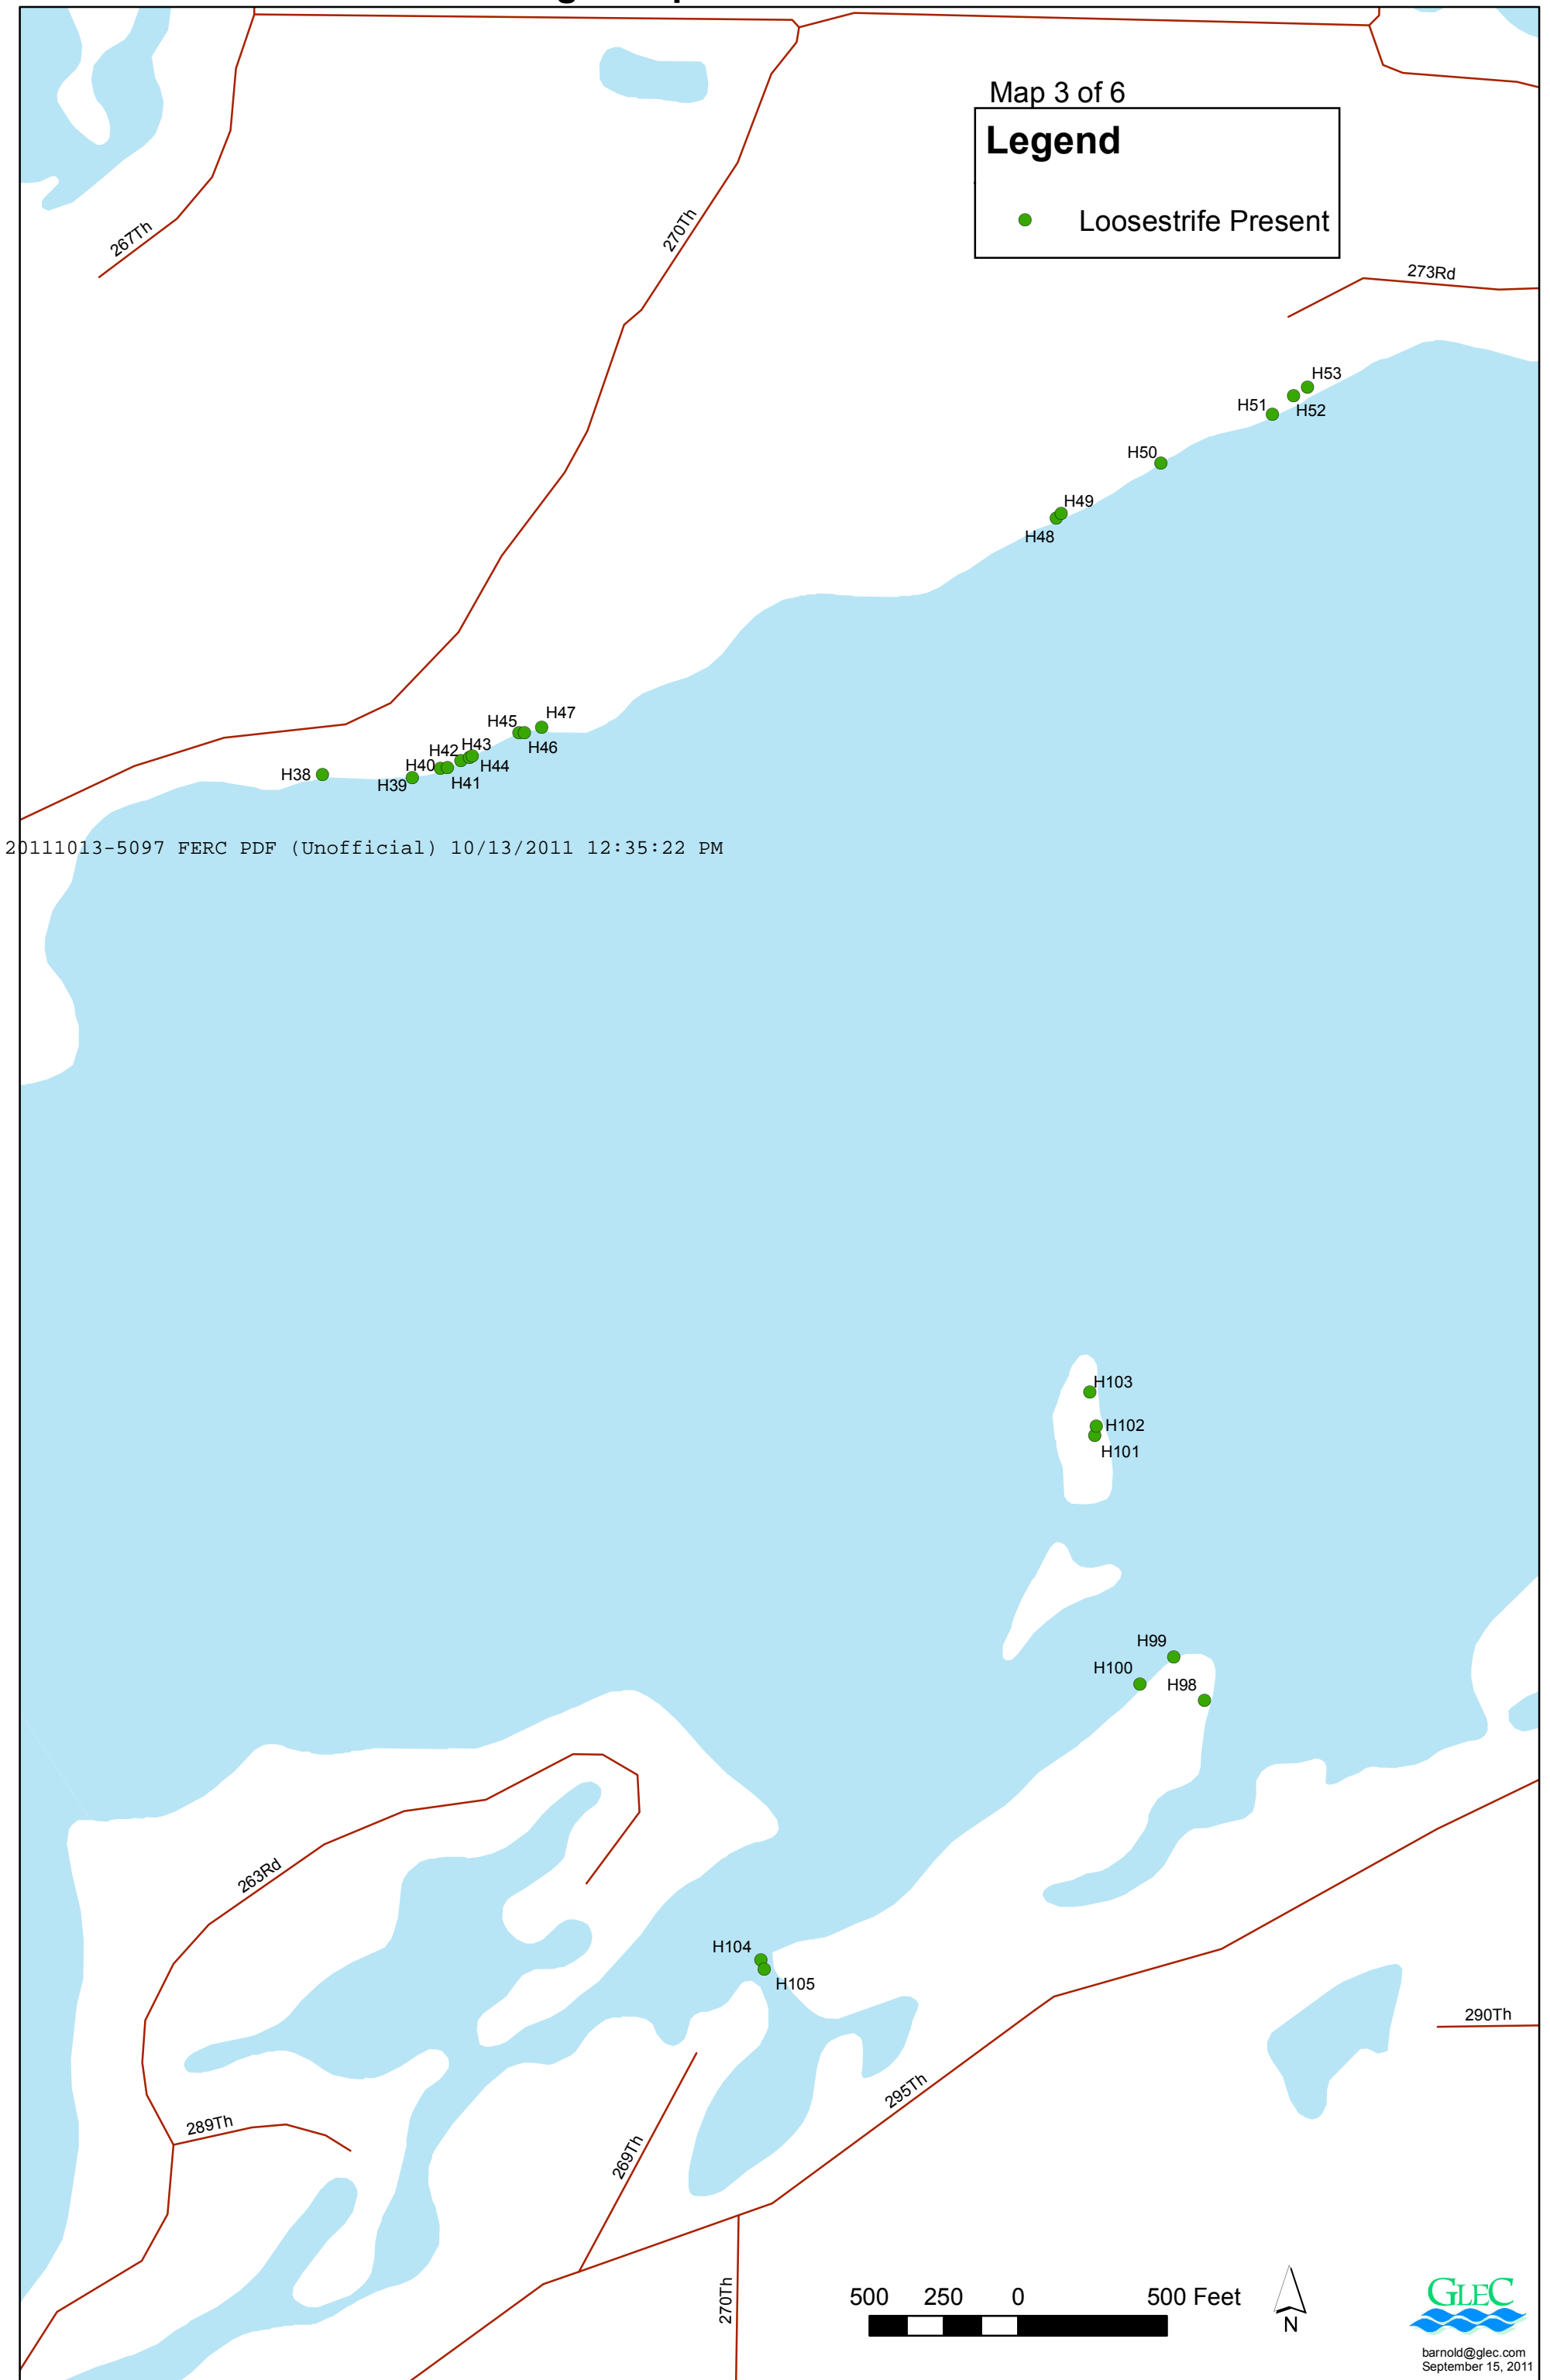 Map 3 of 6
Legend
Loosestrife Present
267Th
270Th
273Rd
H53
H51
H52
H50
H49
H48
H47
H45
H46
H43
H42
H44
H40
H38
H41
H39
20111013-5097 FERC PDF (Unofficial) 10/13/2011 12:35:22 PM
H103
H102
H101
H99
H100
H98
263Rd
H104
H105
290Th
295Th
289Th
269Th
270Th
500 250 0 500 Feet
N
GLEC
barnold@glec.com
September 15, 2011